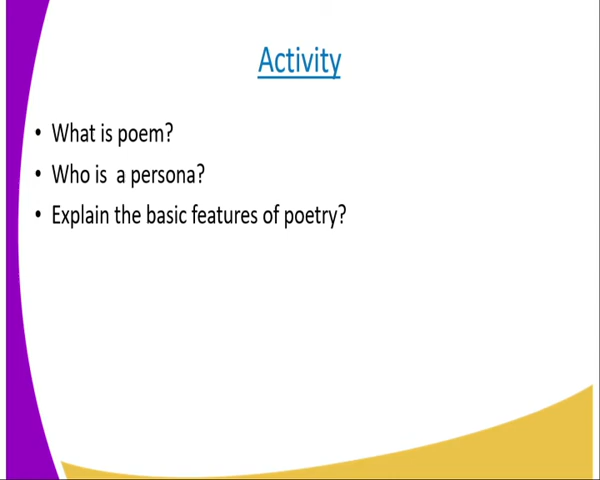 Activity
• What is poem?
• Who is  a persona?
• Explain the basic features of poetry?